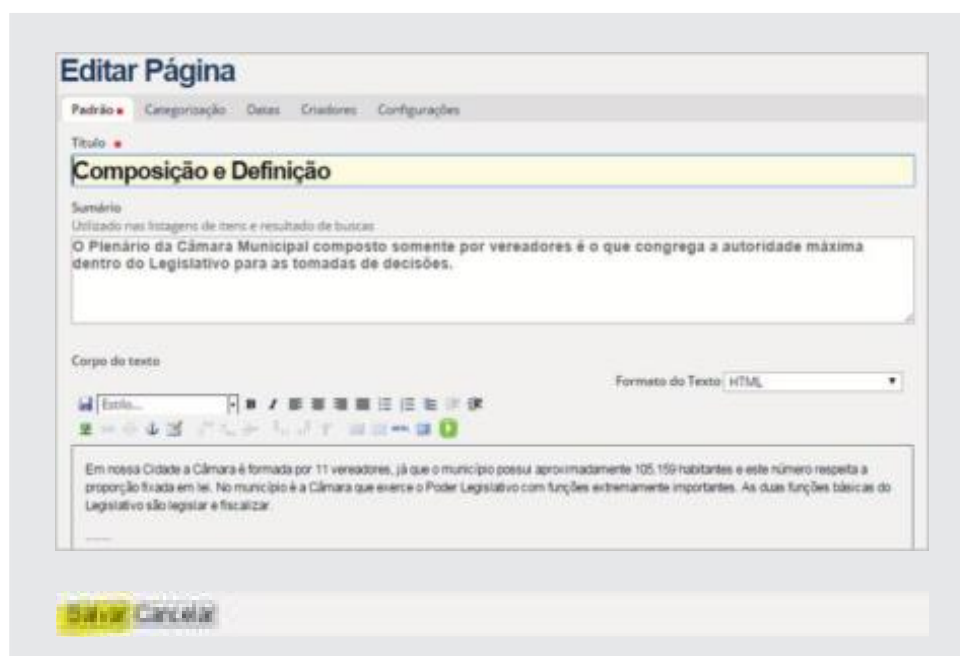 Editar Página
Padrão Categorização Datas Criadores Configurações
Título
Composição e Definição
Sumário
Utilizado nas listagens de itens e resultado de buscas
O Plenário da Câmara Municipal composto somente por vereadores é o que congrega a autoridade máxima
dentro do Legislativo para as tomadas de decisões.
Corpo do texto
Formato do Texto HTML
Estilo...
Em nossa Cidade a Câmara é formada por 11 vereadores, já que o município possui aproximadamente 105.159 habitantes e este número respeita a
proporção fixada em lei. No município é a Câmara que exerce o Poder Legislativo com funções extremamente importantes. As duas funções básicas do
Legislativo são legislar e fiscalizar.
Salvar Cancelar